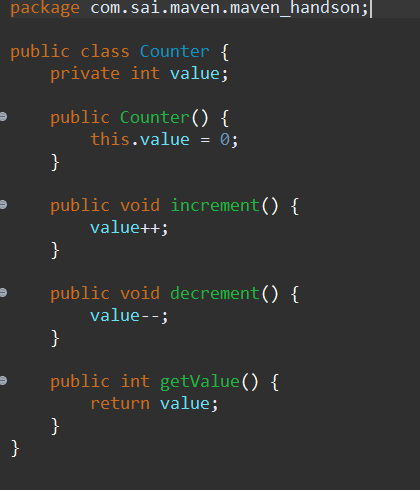 package com.sai.maven.maven_handson;
public class Counter {
private int value;
public Counter() {
this.value = 0;
}
public void increment() {
value++;
}
public void decrement() {
value--;
}
public int getValue() {
return value;
}
}